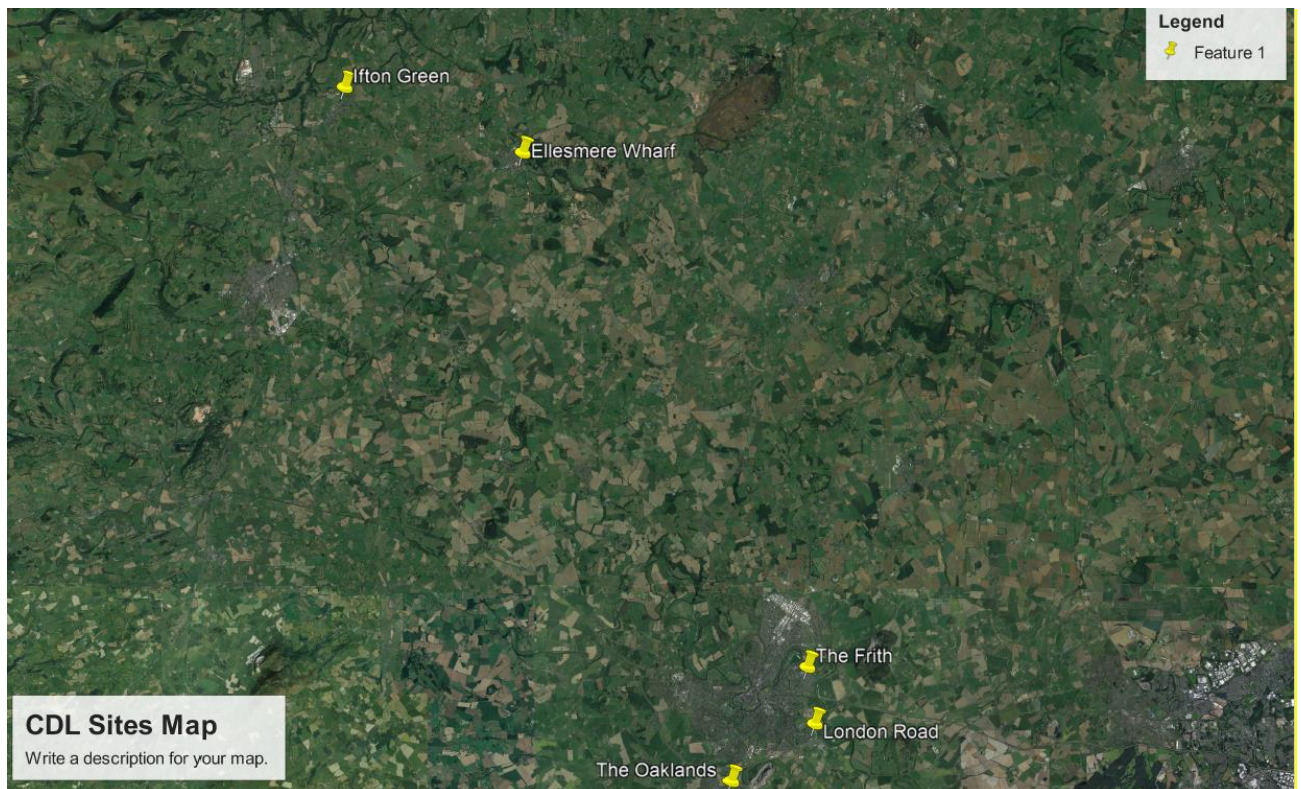 Legend
Feature 1
Ifton Green
Ellesmere Wharf
The Frith
London Road
The Oaklands
CDL Sites Map
Write a description for your map.